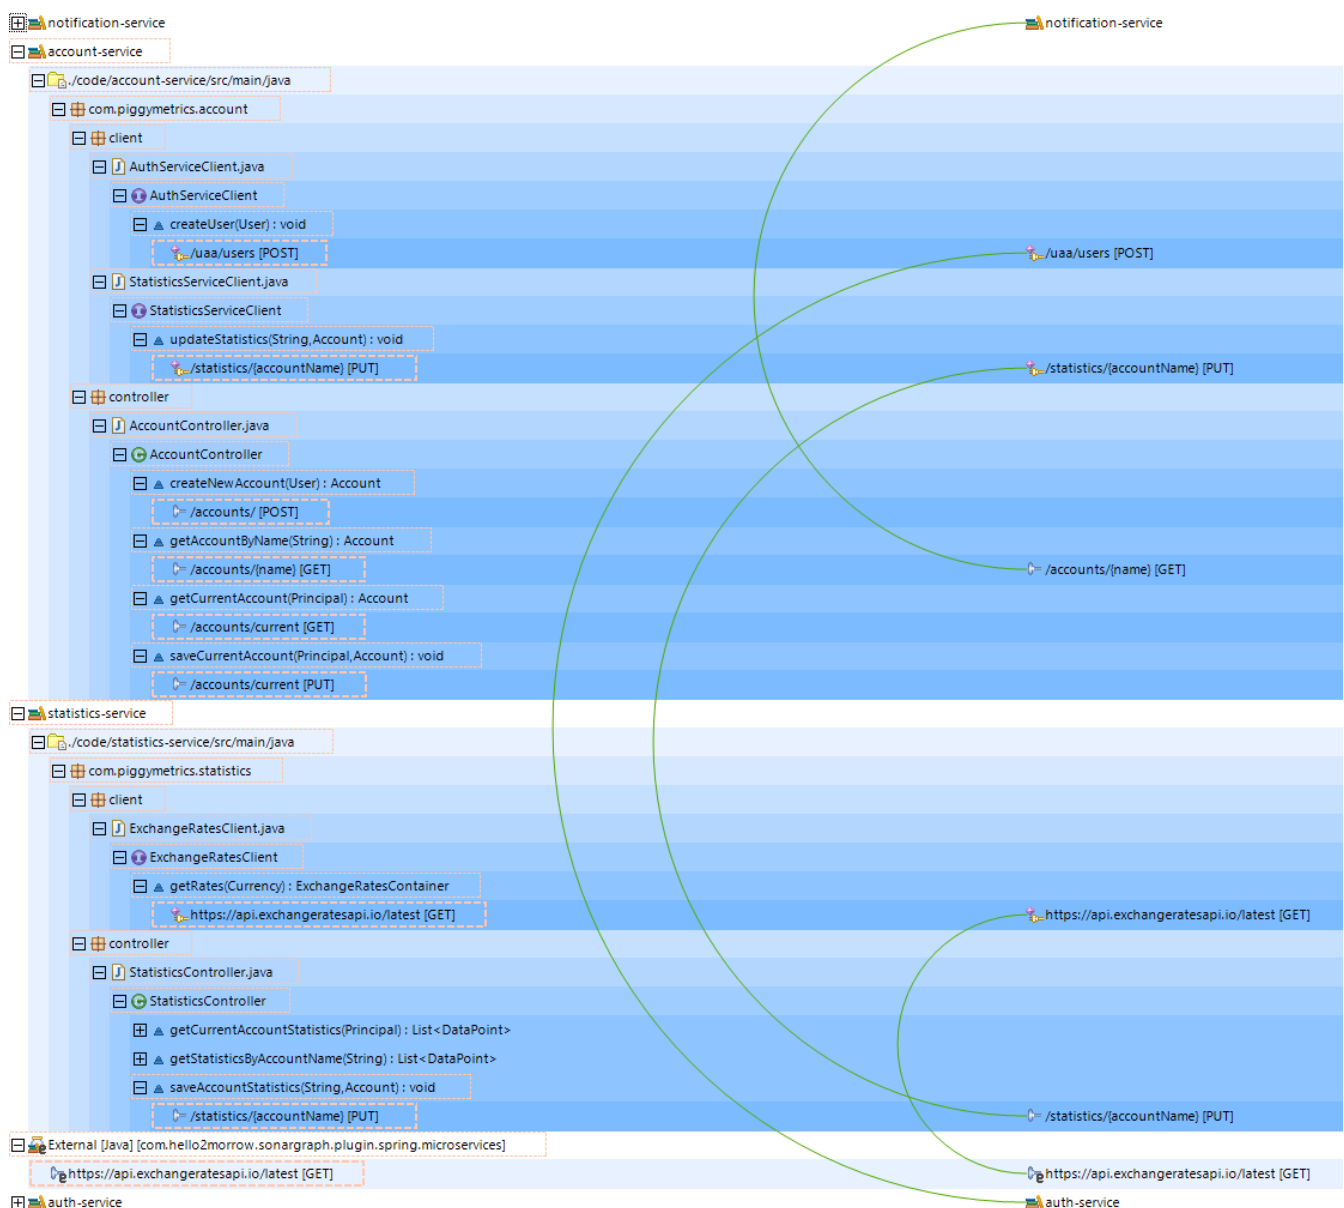 notification-service notification-service
account-service
./code/account-service/src/main/java
com.piggymetrics.account
client
AuthServiceClient.java
AuthServiceClient
createUser(User) : void
/uaa/users [POST] /uaa/users [POST]
StatisticsServiceClient.java
StatisticsServiceClient
updateStatistics(String,Account) : void
/statistics/{accountName} [PUT] /statistics/{accountName} [PUT]
controller
AccountController.java
AccountController
createNewAccount(User) : Account
/accounts/ [POST]
getAccountByName(String) : Account
/accounts/{name} [GET] /accounts/{name} [GET]
getCurrentAccount(Principal) : Account
/accounts/current [GET]
saveCurrentAccount(Principal,Account) : void
/accounts/current [PUT]
statistics-service
./code/statistics-service/src/main/java
com.piggymetrics.statistics
client
ExchangeRatesClient.java
ExchangeRatesClient
getRates(Currency) : ExchangeRatesContainer
https://api.exchangeratesapi.io/latest [GET] https://api.exchangeratesapi.io/latest [GET]
controller
StatisticsController.java
StatisticsController
getCurrentAccountStatistics(Principal) : List<DataPoint>
getStatisticsByAccountName(String) : List<DataPoint>
saveAccountStatistics(String,Account) : void
/statistics/{accountName} [PUT] /statistics/{accountName} [PUT]
External [Java] [com.hello2morrow.sonargraph.plugin.spring.microservices]
https://api.exchangeratesapi.io/latest [GET] https://api.exchangeratesapi.io/latest [GET]
auth-service auth-service